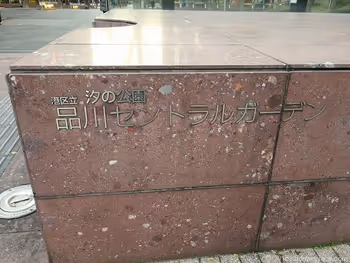 港区立 汐の公園
品川セントラルガーデン